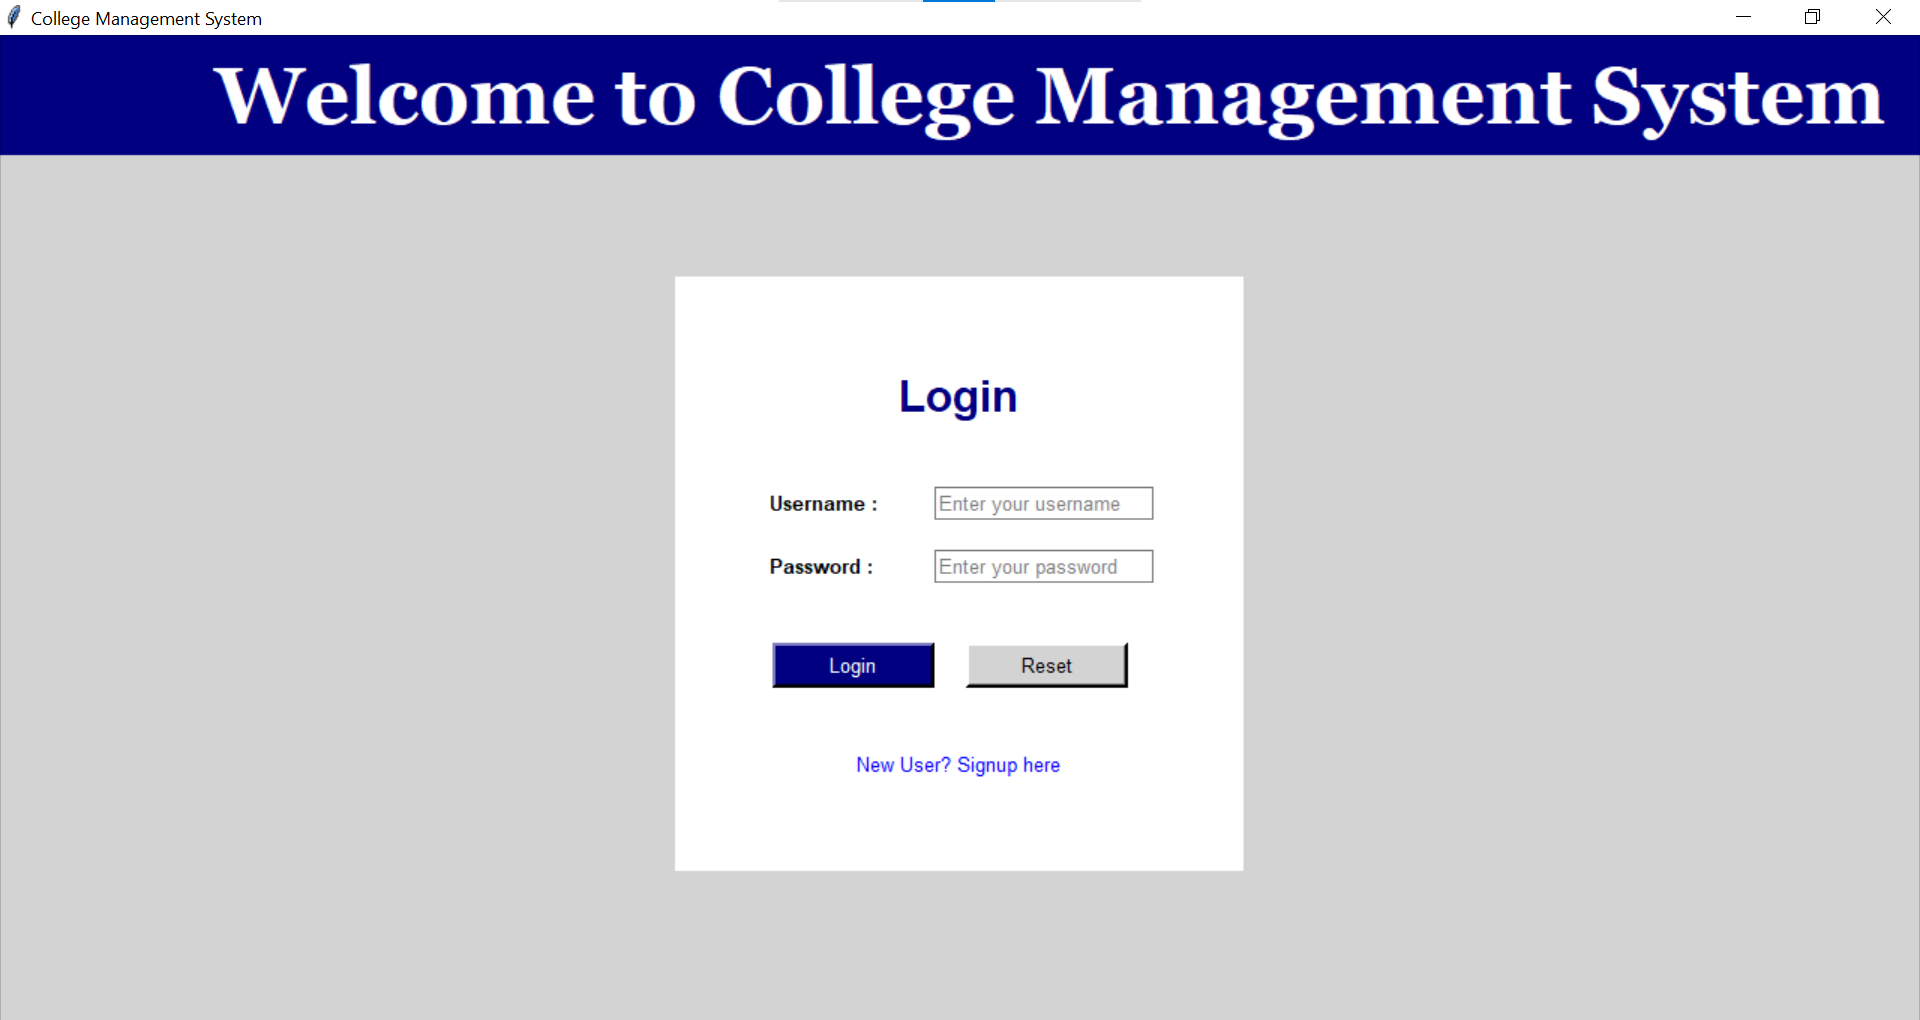 College Management System
Welcome to College Management System
Login
Username :
Enter your username
Password :
Enter your password
Login
Reset
New User? Signup here